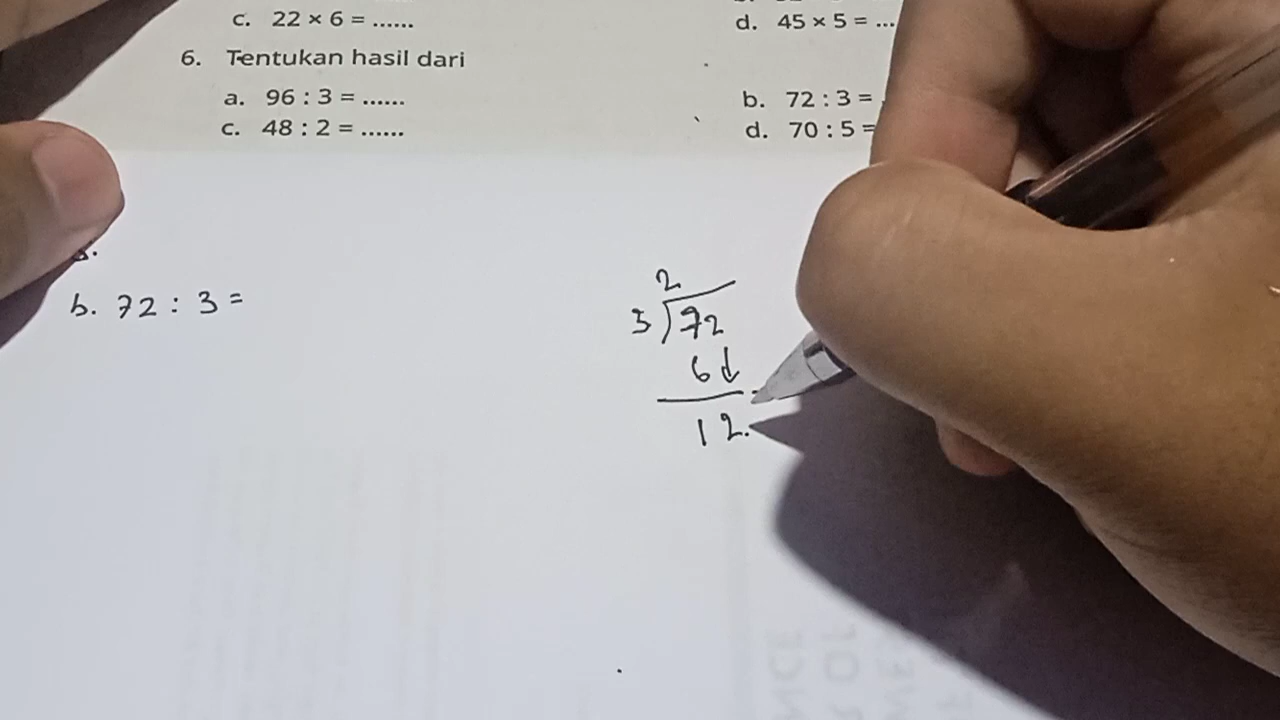 c. 22 × 6 = ......
d. 45 × 5 = ...
6. Tentukan hasil dari
a. 96 : 3 = ......
b. 72 : 3 =
c. 48 : 2 = ......
d. 70 : 5 =
b. 72 : 3 =
2
3 72
6
12